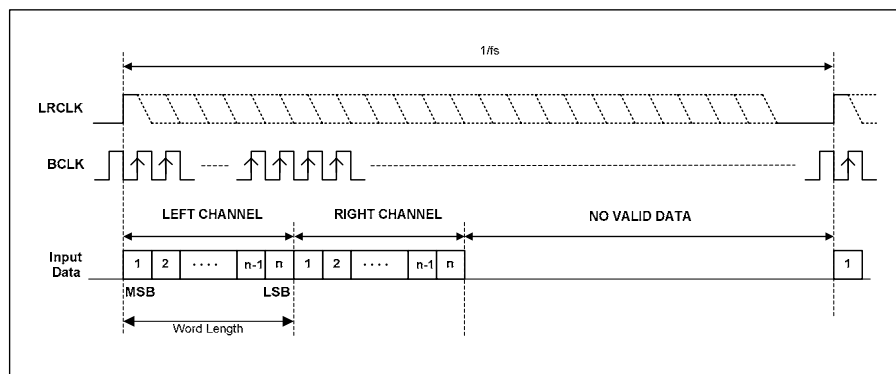 1/fs
LRCLK
BCLK
LEFT CHANNEL RIGHT CHANNEL NO VALID DATA
Input Data 1 2 .... n-1 n 1 2 .... n-1 n 1
MSB LSB
Word Length